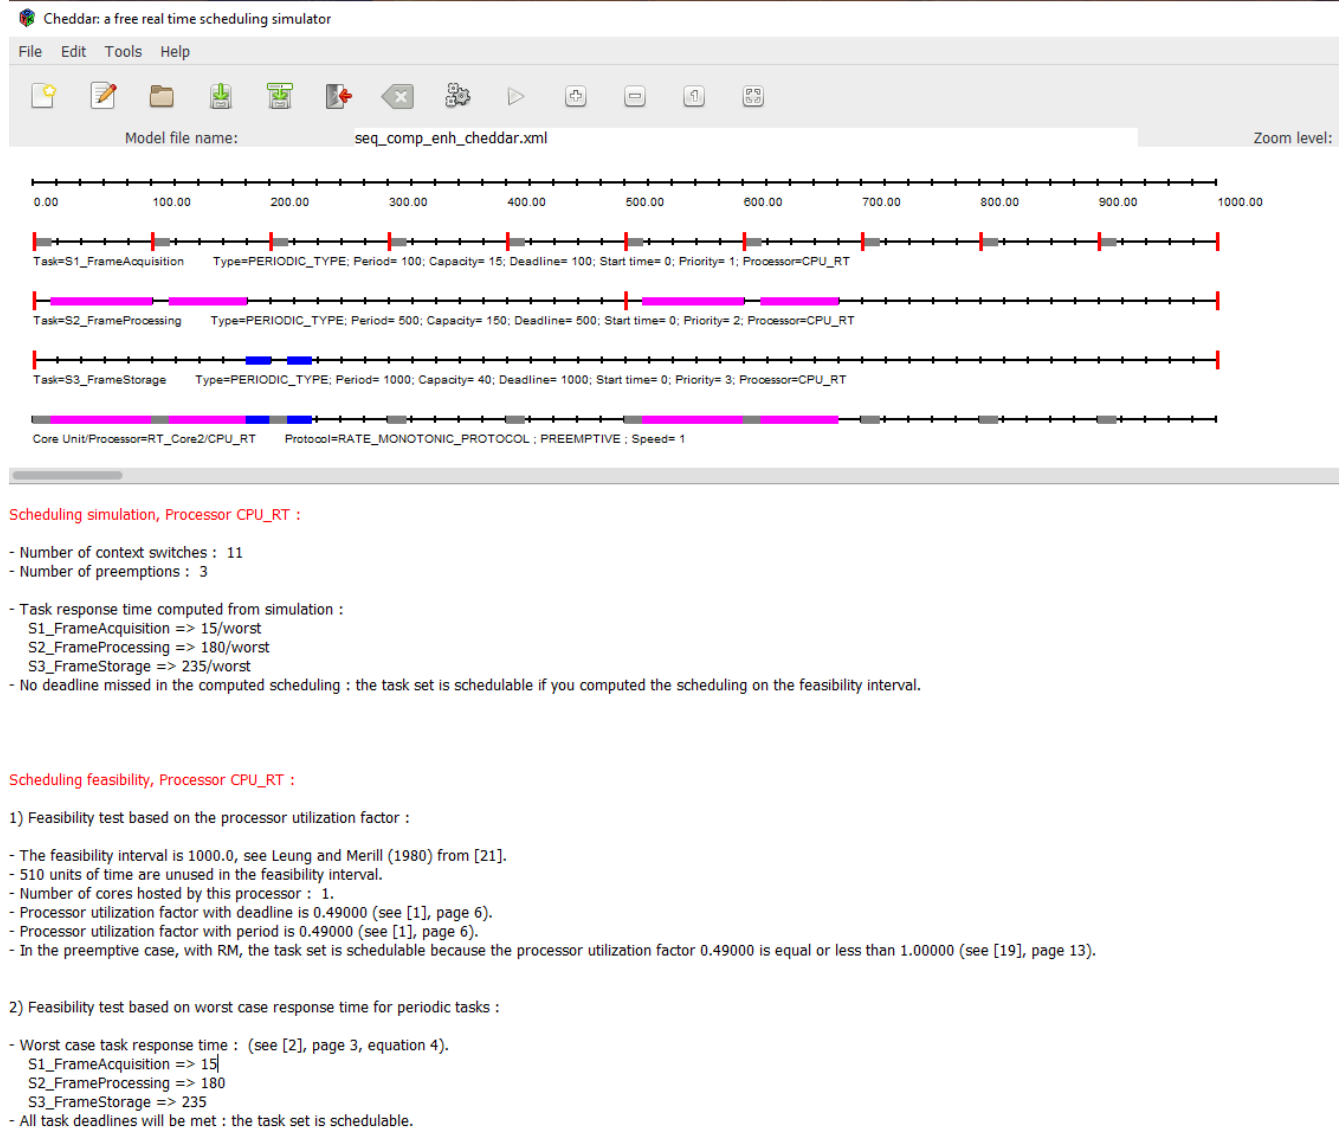 Cheddar: a free real time scheduling simulator
File Edit Tools Help
Model file name: seq_comp_enh_cheddar.xml Zoom level:
0.00 100.00 200.00 300.00 400.00 500.00 600.00 700.00 800.00 900.00 1000.00
Task=S1_FrameAcquisition Type=PERIODIC_TYPE; Period= 100; Capacity= 15; Deadline= 100; Start time= 0; Priority= 1; Processor=CPU_RT
Task=S2_FrameProcessing Type=PERIODIC_TYPE; Period= 500; Capacity= 150; Deadline= 500; Start time= 0; Priority= 2; Processor=CPU_RT
Task=S3_FrameStorage Type=PERIODIC_TYPE; Period= 1000; Capacity= 40; Deadline= 1000; Start time= 0; Priority= 3; Processor=CPU_RT
Core Unit/Processor=RT_Core2/CPU_RT Protocol=RATE_MONOTONIC_PROTOCOL ; PREEMPTIVE ; Speed= 1
Scheduling simulation, Processor CPU_RT :
- Number of context switches : 11
- Number of preemptions : 3
- Task response time computed from simulation :
S1_FrameAcquisition => 15/worst
S2_FrameProcessing => 180/worst
S3_FrameStorage => 235/worst
- No deadline missed in the computed scheduling : the task set is schedulable if you computed the scheduling on the feasibility interval.
Scheduling feasibility, Processor CPU_RT :
1) Feasibility test based on the processor utilization factor :
- The feasibility interval is 1000.0, see Leung and Merill (1980) from [21].
- 510 units of time are unused in the feasibility interval.
- Number of cores hosted by this processor : 1.
- Processor utilization factor with deadline is 0.49000 (see [1], page 6).
- Processor utilization factor with period is 0.49000 (see [1], page 6).
- In the preemptive case, with RM, the task set is schedulable because the processor utilization factor 0.49000 is equal or less than 1.00000 (see [19], page 13).
2) Feasibility test based on worst case response time for periodic tasks :
- Worst case task response time : (see [2], page 3, equation 4).
S1_FrameAcquisition => 15
S2_FrameProcessing => 180
S3_FrameStorage => 235
- All task deadlines will be met : the task set is schedulable.